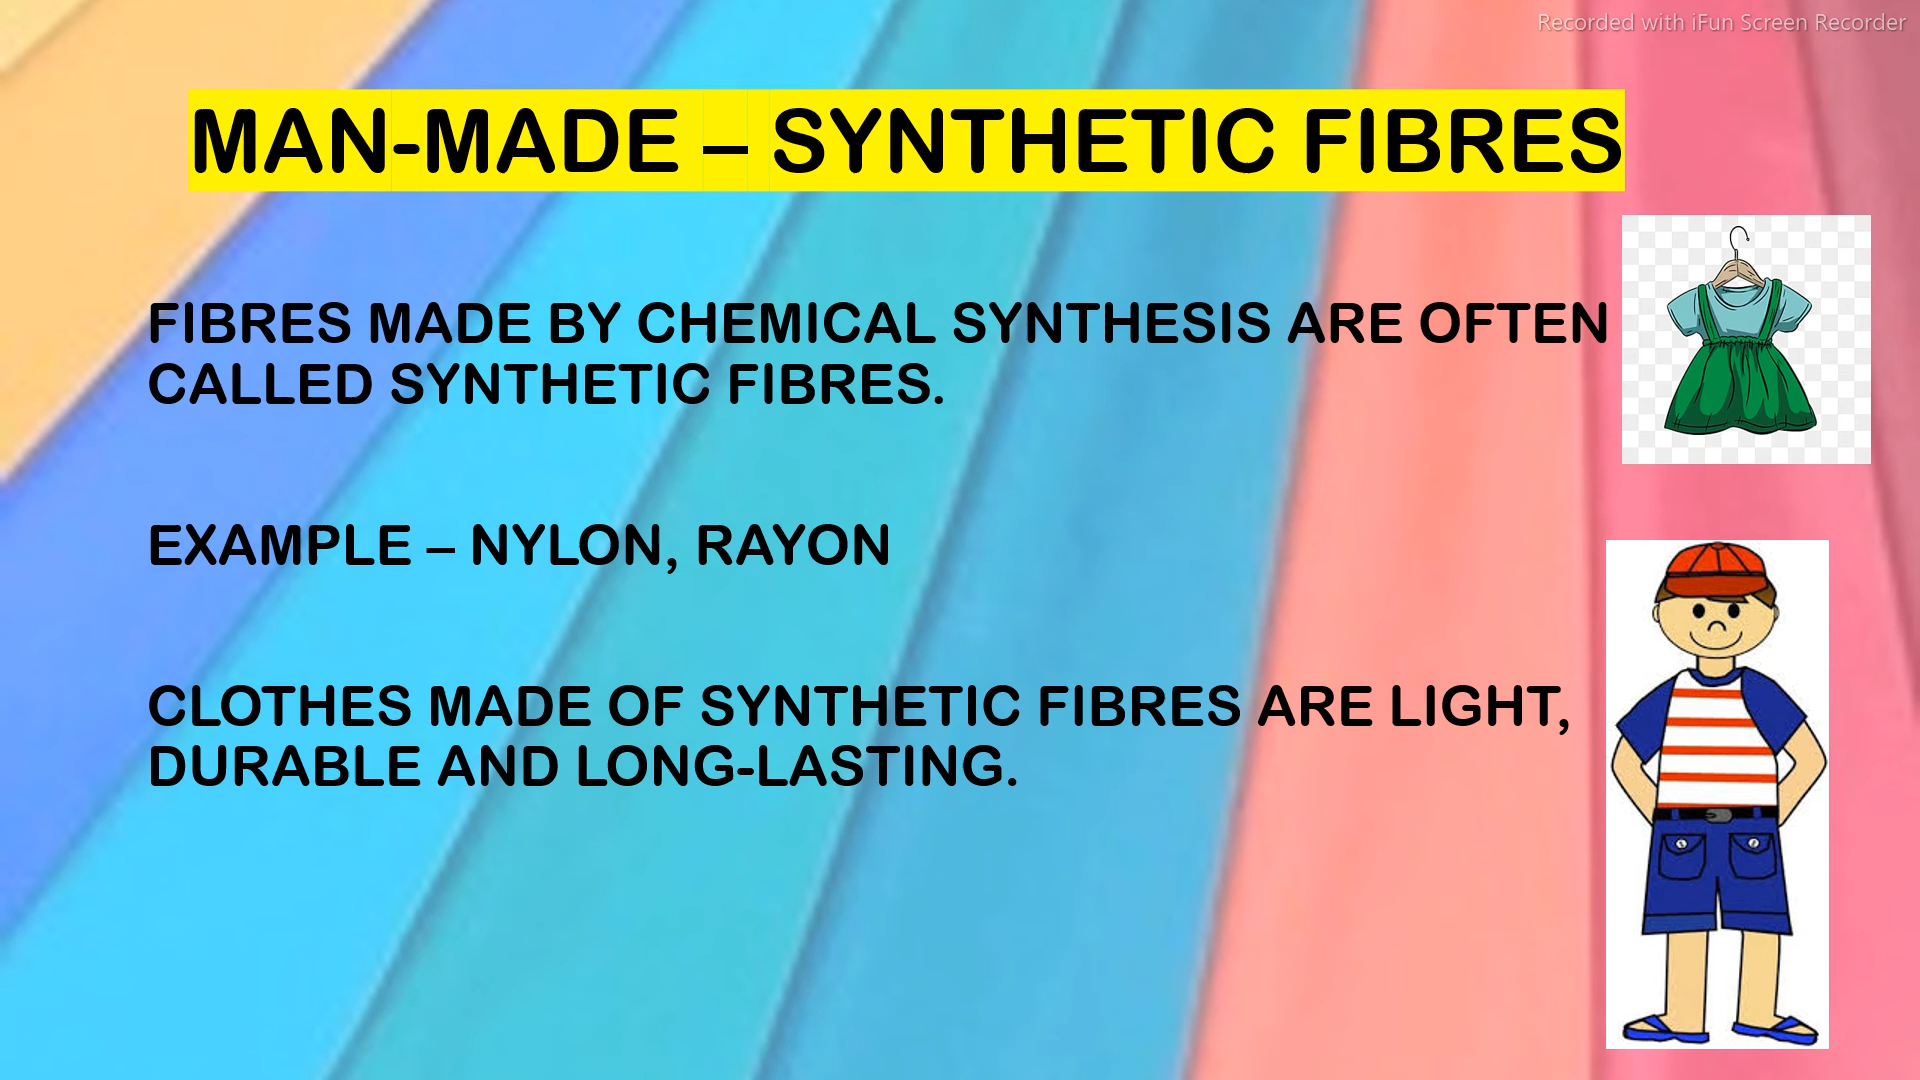 Recorded with iFun Screen Recorder
MAN-MADE – SYNTHETIC FIBRES
FIBRES MADE BY CHEMICAL SYNTHESIS ARE OFTEN
CALLED SYNTHETIC FIBRES.
EXAMPLE – NYLON, RAYON
CLOTHES MADE OF SYNTHETIC FIBRES ARE LIGHT,
DURABLE AND LONG-LASTING.